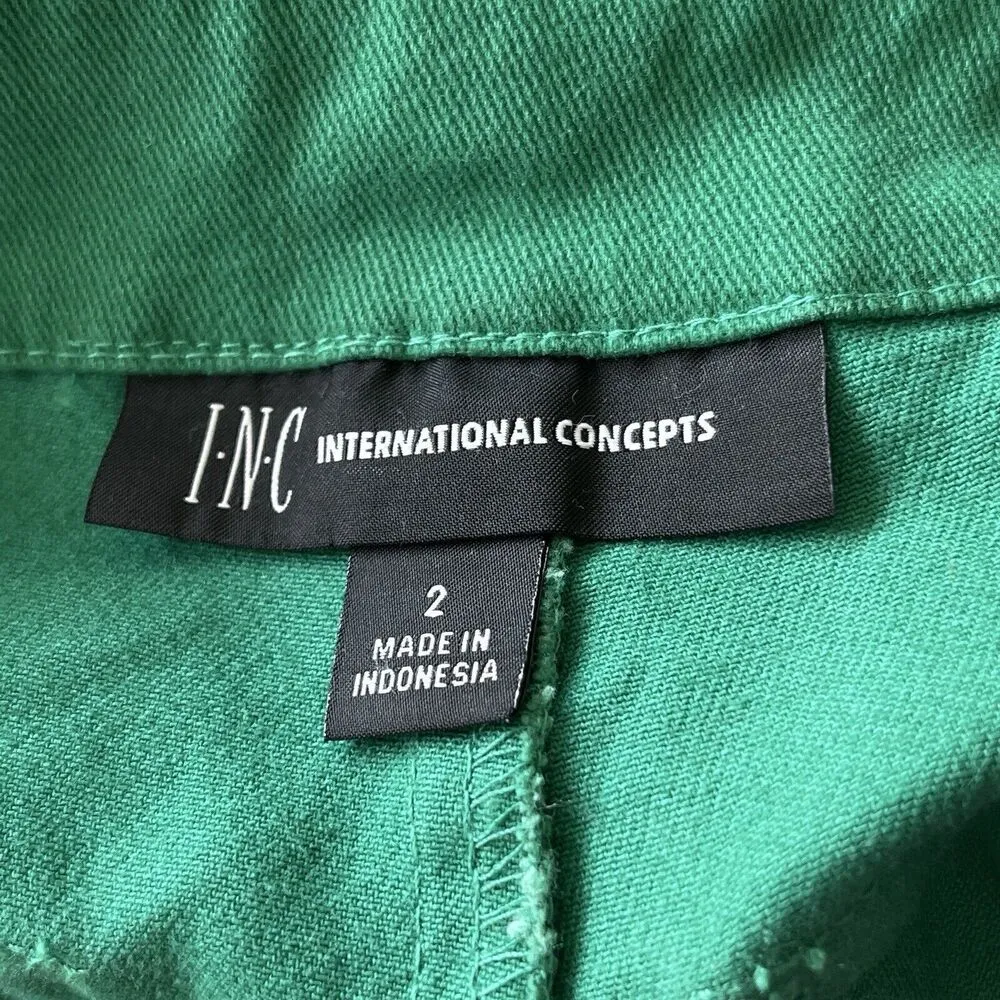 I·N·C INTERNATIONAL CONCEPTS
2
MADE IN
INDONESIA